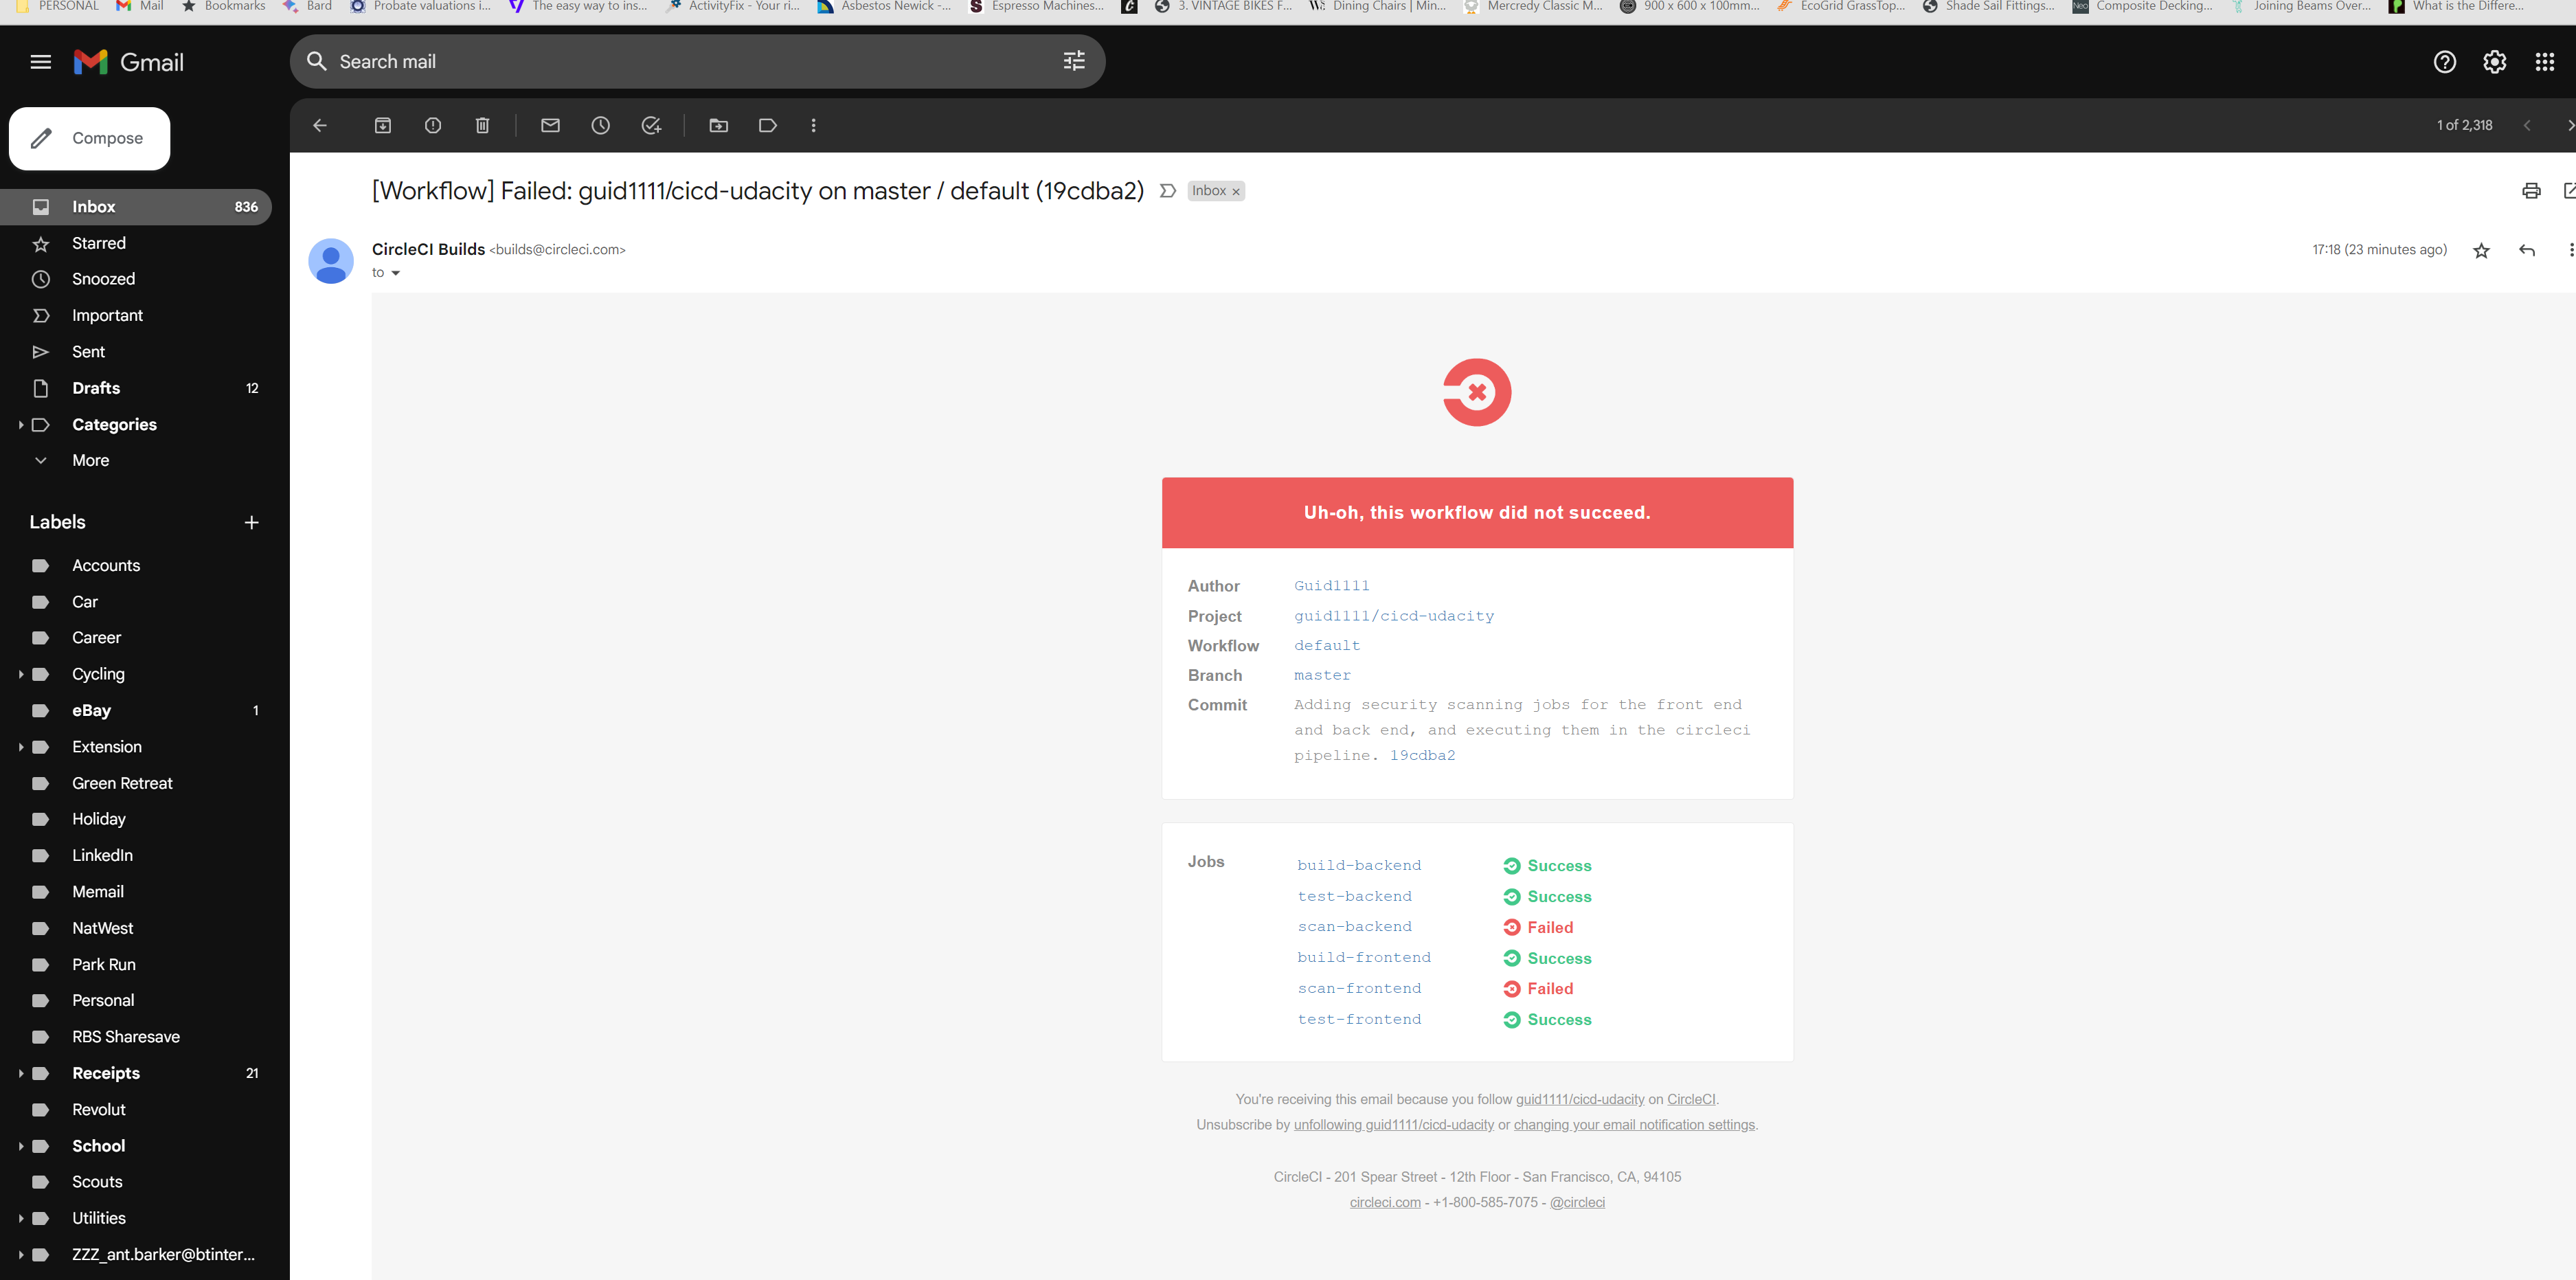 PERSONAL Mail Bookmarks Bard Probate valuations i... The easy way to ins... ActivityFix - Your ri... Asbestos Newick -... Espresso Machines... 3. VINTAGE BIKES F... Dining Chairs | Min... Mercredy Classic M... 900 x 600 x 100mm... EcoGrid GrassTop... Shade Sail Fittings... Neo Composite Decking... Joining Beams Over... What is the Differe...
Gmail
Search mail
Compose
1 of 2,318
[Workflow] Failed: guid1111/cicd-udacity on master / default (19cdba2) Inbox ×
CircleCI Builds <builds@circleci.com>
17:18 (23 minutes ago)
to
Inbox 836
Starred
Snoozed
Important
Sent
Drafts 12
Categories
More
Labels
Accounts
Car
Career
Cycling
eBay 1
Extension
Green Retreat
Holiday
LinkedIn
Memail
NatWest
Park Run
Personal
RBS Sharesave
Receipts 21
Revolut
School
Scouts
Utilities
ZZZ_ant.barker@btinter...
Uh-oh, this workflow did not succeed.
Author Guid1111
Project guid1111/cicd-udacity
Workflow default
Branch master
Commit Adding security scanning jobs for the front end
and back end, and executing them in the circleci
pipeline. 19cdba2
Jobs build-backend Success
test-backend Success
scan-backend Failed
build-frontend Success
scan-frontend Failed
test-frontend Success
You're receiving this email because you follow guid1111/cicd-udacity on CircleCI.
Unsubscribe by unfollowing guid1111/cicd-udacity or changing your email notification settings.
CircleCI - 201 Spear Street - 12th Floor - San Francisco, CA, 94105
circleci.com - +1-800-585-7075 - @circleci